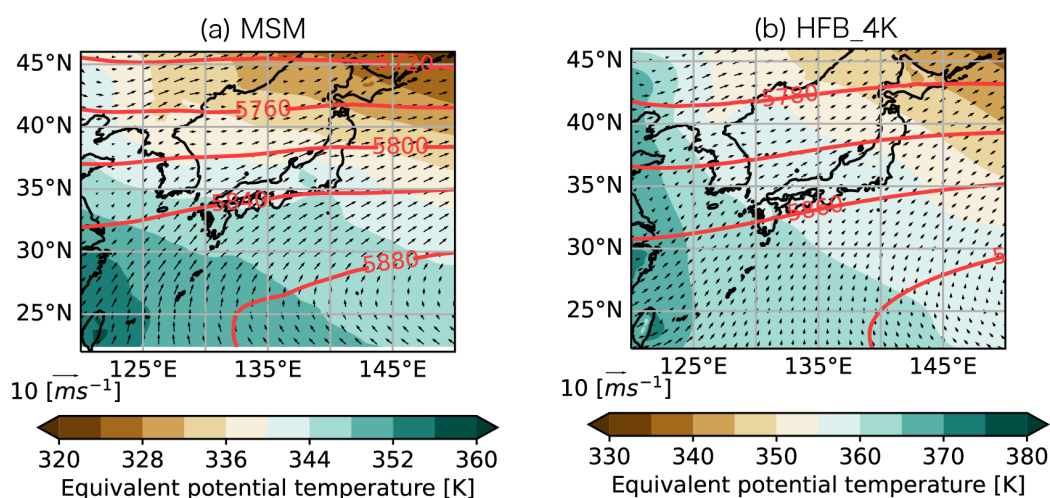 (a) MSM
(b) HFB_4K
45°N
40°N
35°N
30°N
25°N
5720
5760
5800
5840
5880
125°E
135°E
145°E
10 [ms⁻¹]
320 328 336 344 352 360
Equivalent potential temperature [K]
45°N
40°N
35°N
30°N
25°N
5780
5860
5
125°E
135°E
145°E
10 [ms⁻¹]
330 340 350 360 370 380
Equivalent potential temperature [K]